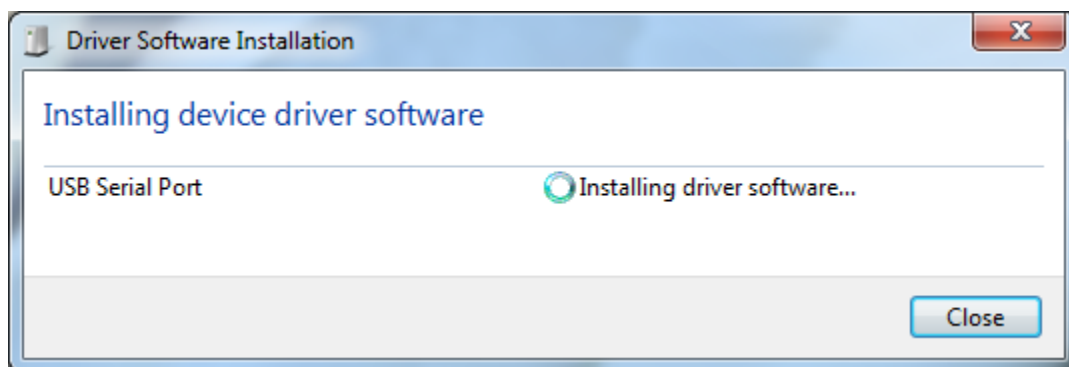 Driver Software Installation
Installing device driver software
USB Serial Port Installing driver software...
Close